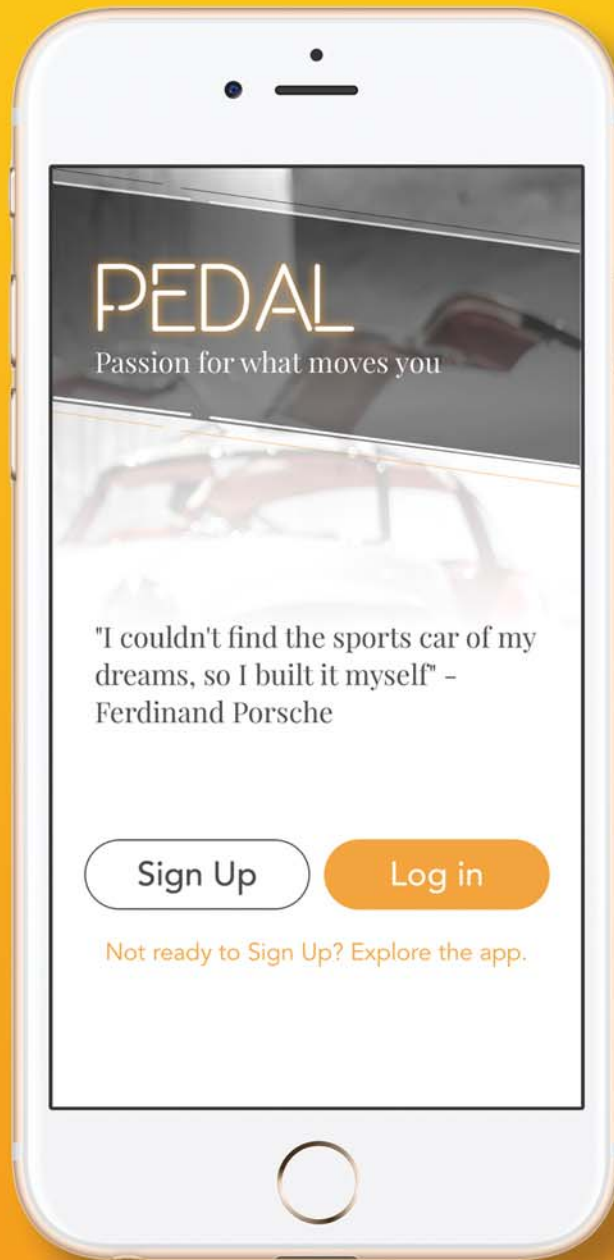 PEDAL
Passion for what moves you
"I couldn't find the sports car of my
dreams, so I built it myself" -
Ferdinand Porsche
Sign Up
Log in
Not ready to Sign Up? Explore the app.